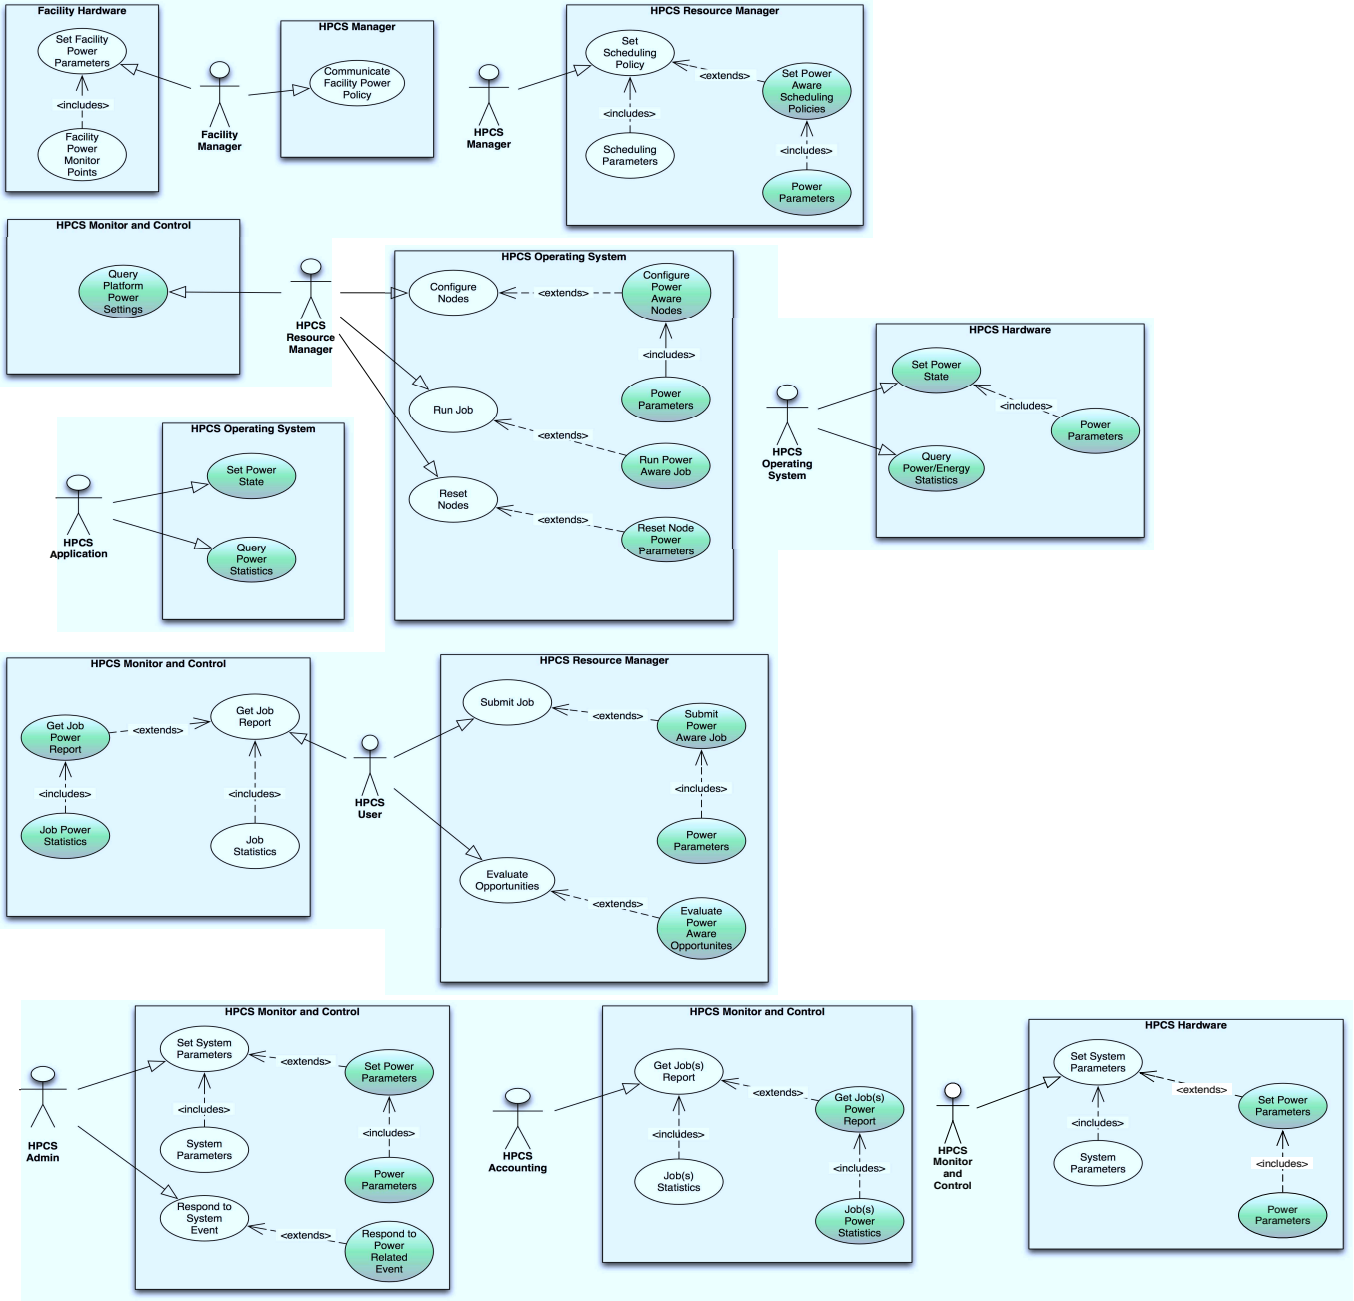 Facility Hardware
Set Facility
Power
Parameters
<includes>
Facility
Power
Monitor
Points
Facility
Manager
HPCS Manager
Communicate
Facility Power
Policy
HPCS
Manager
HPCS Resource Manager
Set
Scheduling
Policy
<extends>
Set Power
Aware
Scheduling
Policies
<includes>
Scheduling
Parameters
<includes>
Power
Parameters
HPCS Monitor and Control
Query
Platform
Power
Settings
HPCS
Resource
Manager
HPCS Operating System
Configure
Nodes
<extends>
Configure
Power
Aware
Nodes
<includes>
Power
Parameters
Run Job
<extends>
Run Power
Aware Job
Reset
Nodes
<extends>
Reset Node
Power
Parameters
HPCS
Operating
System
HPCS Hardware
Set Power
State
<includes>
Power
Parameters
Query
Power/Energy
Statistics
HPCS
Application
HPCS Operating System
Set Power
State
Query
Power
Statistics
HPCS Monitor and Control
Get Job
Power
Report
<extends>
Get Job
Report
<includes>
<includes>
Job Power
Statistics
Job
Statistics
HPCS
User
HPCS Resource Manager
Submit Job
<extends>
Submit
Power
Aware Job
<includes>
Power
Parameters
Evaluate
Opportunities
<extends>
Evaluate
Power
Aware
Opportunites
HPCS
Admin
HPCS Monitor and Control
Set System
Parameters
<extends>
Set Power
Parameters
<includes>
<includes>
System
Parameters
Power
Parameters
Respond to
System
Event
<extends>
Respond to
Power
Related
Event
HPCS
Accounting
HPCS Monitor and Control
Get Job(s)
Report
<extends>
Get Job(s)
Power
Report
<includes>
<includes>
Job(s)
Statistics
Job(s)
Power
Statistics
HPCS
Monitor
and
Control
HPCS Hardware
Set System
Parameters
<extends>
Set Power
Parameters
<includes>
<includes>
System
Parameters
Power
Parameters